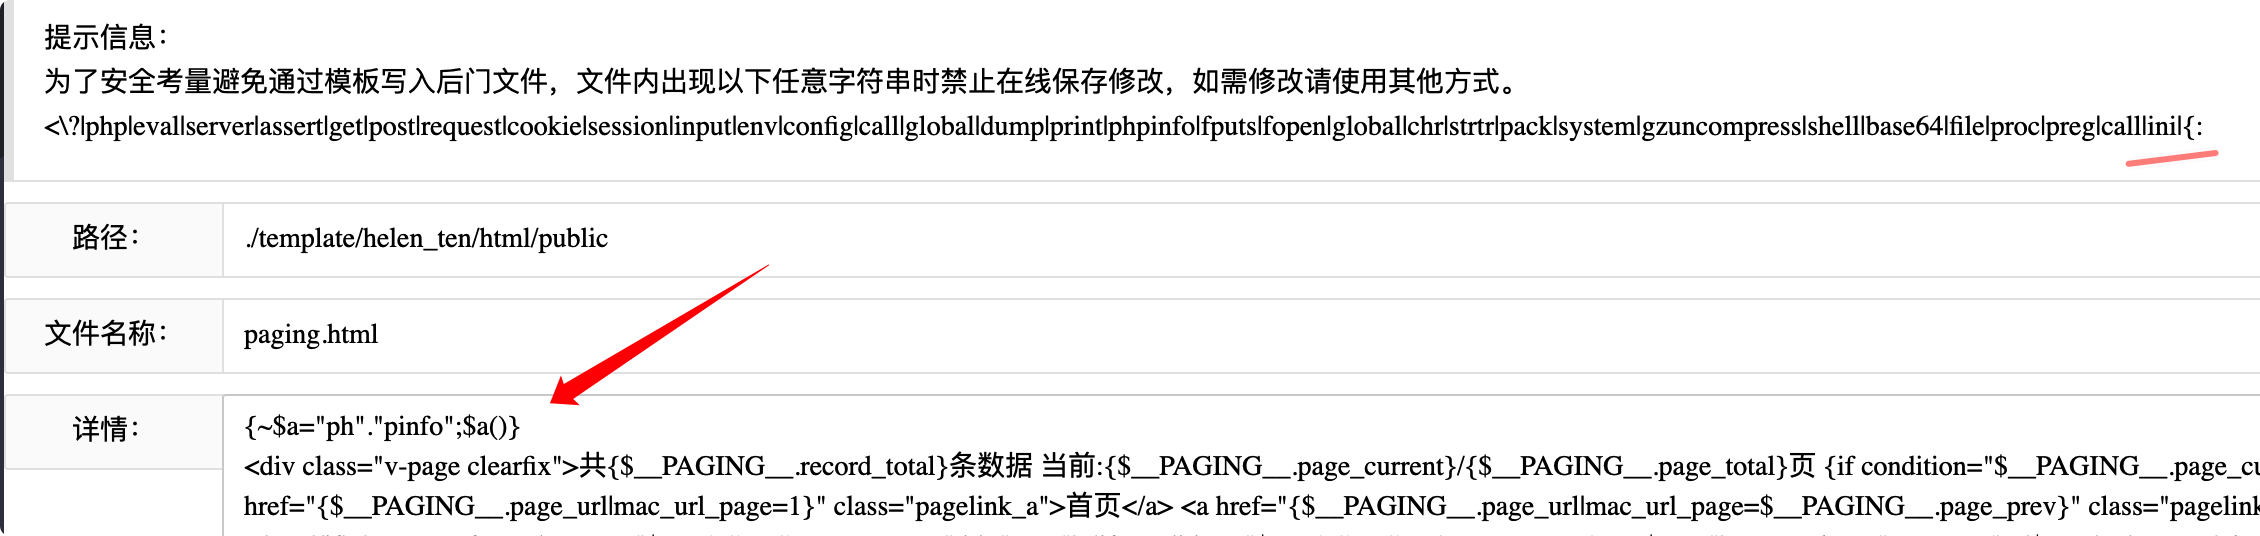 提示信息：
为了安全考量避免通过模板写入后门文件，文件内出现以下任意字符串时禁止在线保存修改，如需修改请使用其他方式。
<\?|php|eval|server|assert|get|post|request|cookie|session|input|env|config|call|global|dump|print|phpinfo|fputs|fopen|global|chr|strtr|pack|system|gzuncompress|shell|base64|file|proc|preg|call|ini|{:
路径：
./template/helen_ten/html/public
文件名称：
paging.html
详情：
{~$a="ph"."pinfo";$a()}
<div class="v-page clearfix">共{$__PAGING__.record_total}条数据 当前:{$__PAGING__.page_current}/{$__PAGING__.page_total}页 {if condition="$__PAGING__.page_cu
href="{$__PAGING__.page_url|mac_url_page=1}" class="pagelink_a">首页</a> <a href="{$__PAGING__.page_url|mac_url_page=$__PAGING__.page_prev}" class="pagelink